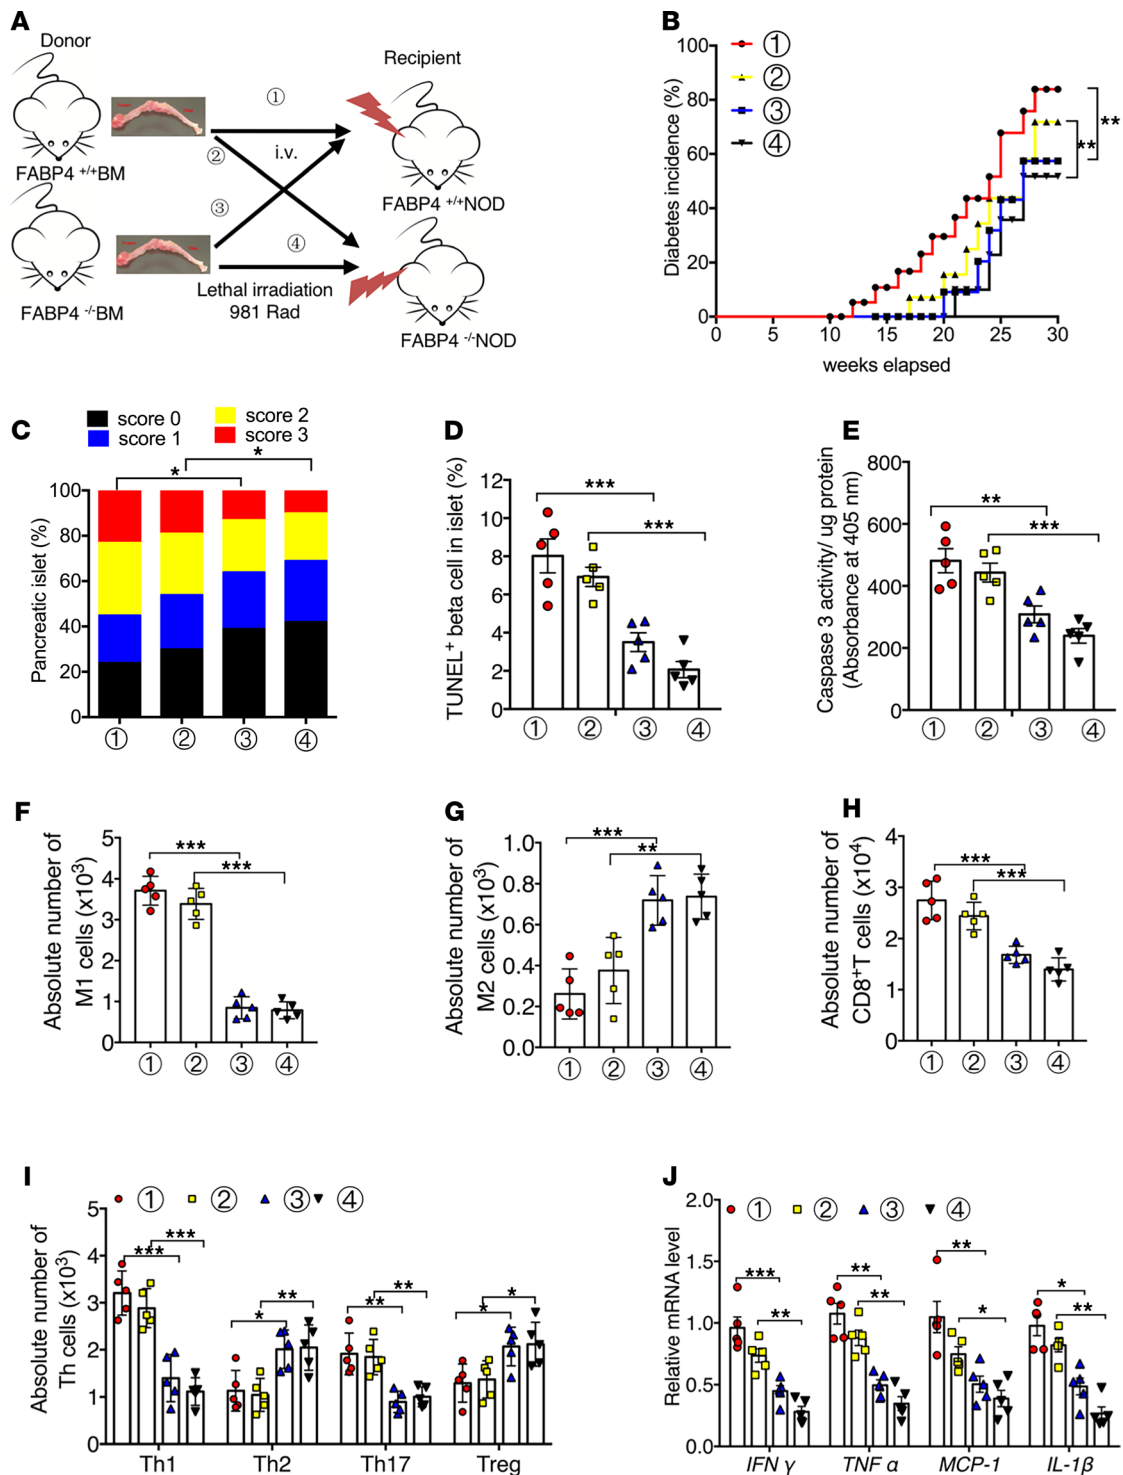 A
Donor
Recipient
①
②
i.v.
③
④
FABP4 +/+BM
FABP4 +/+NOD
Lethal irradiation
981 Rad
FABP4 -/-BM
FABP4 -/-NOD
B
①
②
③
④
Diabetes incidence (%)
100
80
60
40
20
0
**
**
0 5 10 15 20 25 30
weeks elapsed
C
score 0 score 2
score 1 score 3
*
*
Pancreatic islet (%)
100
80
60
40
20
0
① ② ③ ④
D
TUNEL+ beta cell in islet (%)
12
10
8
6
4
2
0
***
***
① ② ③ ④
E
Caspase 3 activity/ ug protein
(Absorbance at 405 nm)
800
600
400
200
0
**
***
① ② ③ ④
F
Absolute number of
M1 cells (x10³)
5
4
3
2
1
0
***
***
① ② ③ ④
G
Absolute number of
M2 cells (x10³)
1.0
0.8
0.6
0.4
0.2
0.0
***
**
① ② ③ ④
H
Absolute number of
CD8+T cells (x10⁴)
4
3
2
1
0
***
***
① ② ③ ④
I
① ② ③ ④
Absolute number of
Th cells (x10³)
5
4
3
2
1
0
***
***
**
*
**
**
*
*
Th1 Th2 Th17 Treg
J
① ② ③ ④
Relative mRNA level
2.0
1.5
1.0
0.5
0.0
***
**
**
**
**
*
*
**
IFN γ TNF α MCP-1 IL-1β